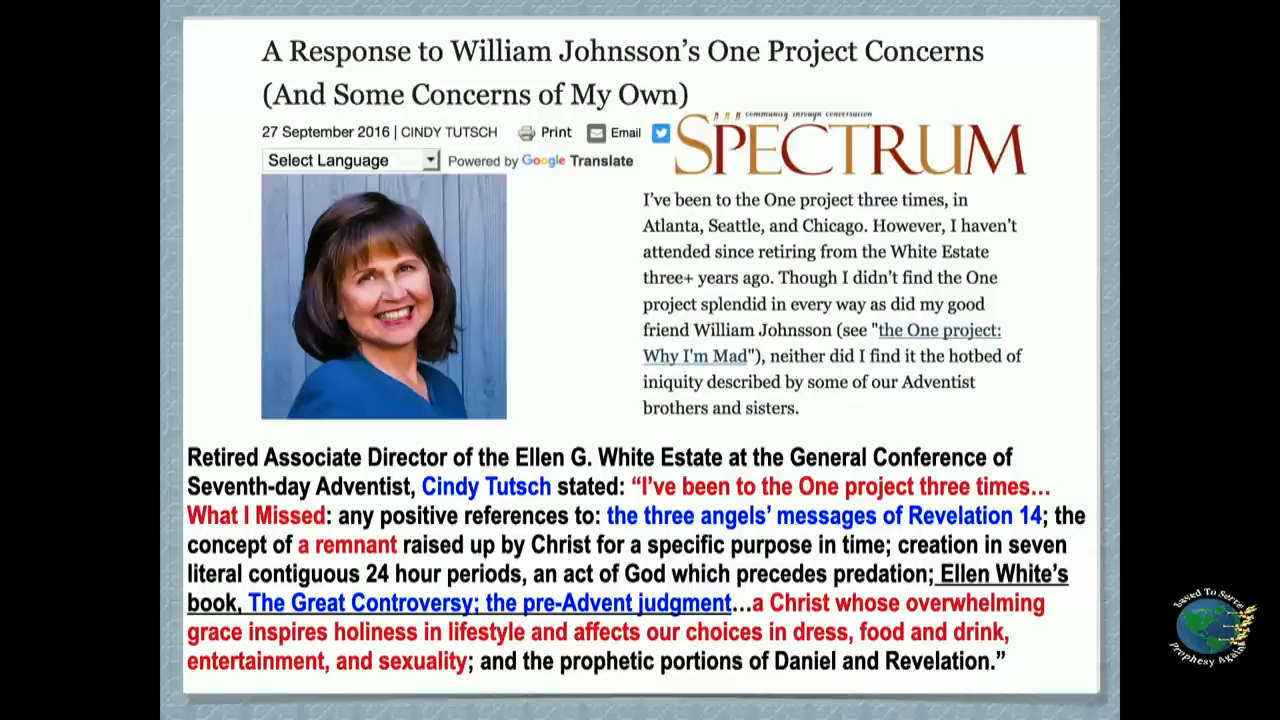 A Response to William Johnsson’s One Project Concerns
(And Some Concerns of My Own)
27 September 2016 | CINDY TUTSCH Print Email
community through conversation
SPECTRUM
Select Language Powered by Google Translate
I’ve been to the One project three times, in
Atlanta, Seattle, and Chicago. However, I haven’t
attended since retiring from the White Estate
three+ years ago. Though I didn’t find the One
project splendid in every way as did my good
friend William Johnsson (see "the One project:
Why I'm Mad"), neither did I find it the hotbed of
iniquity described by some of our Adventist
brothers and sisters.
Retired Associate Director of the Ellen G. White Estate at the General Conference of
Seventh-day Adventist, Cindy Tutsch stated: “I’ve been to the One project three times…
What I Missed: any positive references to: the three angels’ messages of Revelation 14; the
concept of a remnant raised up by Christ for a specific purpose in time; creation in seven
literal contiguous 24 hour periods, an act of God which precedes predation; Ellen White’s
book, The Great Controversy; the pre-Advent judgment…a Christ whose overwhelming
grace inspires holiness in lifestyle and affects our choices in dress, food and drink,
entertainment, and sexuality; and the prophetic portions of Daniel and Revelation.”
Saved To Serve
Prophesy Again